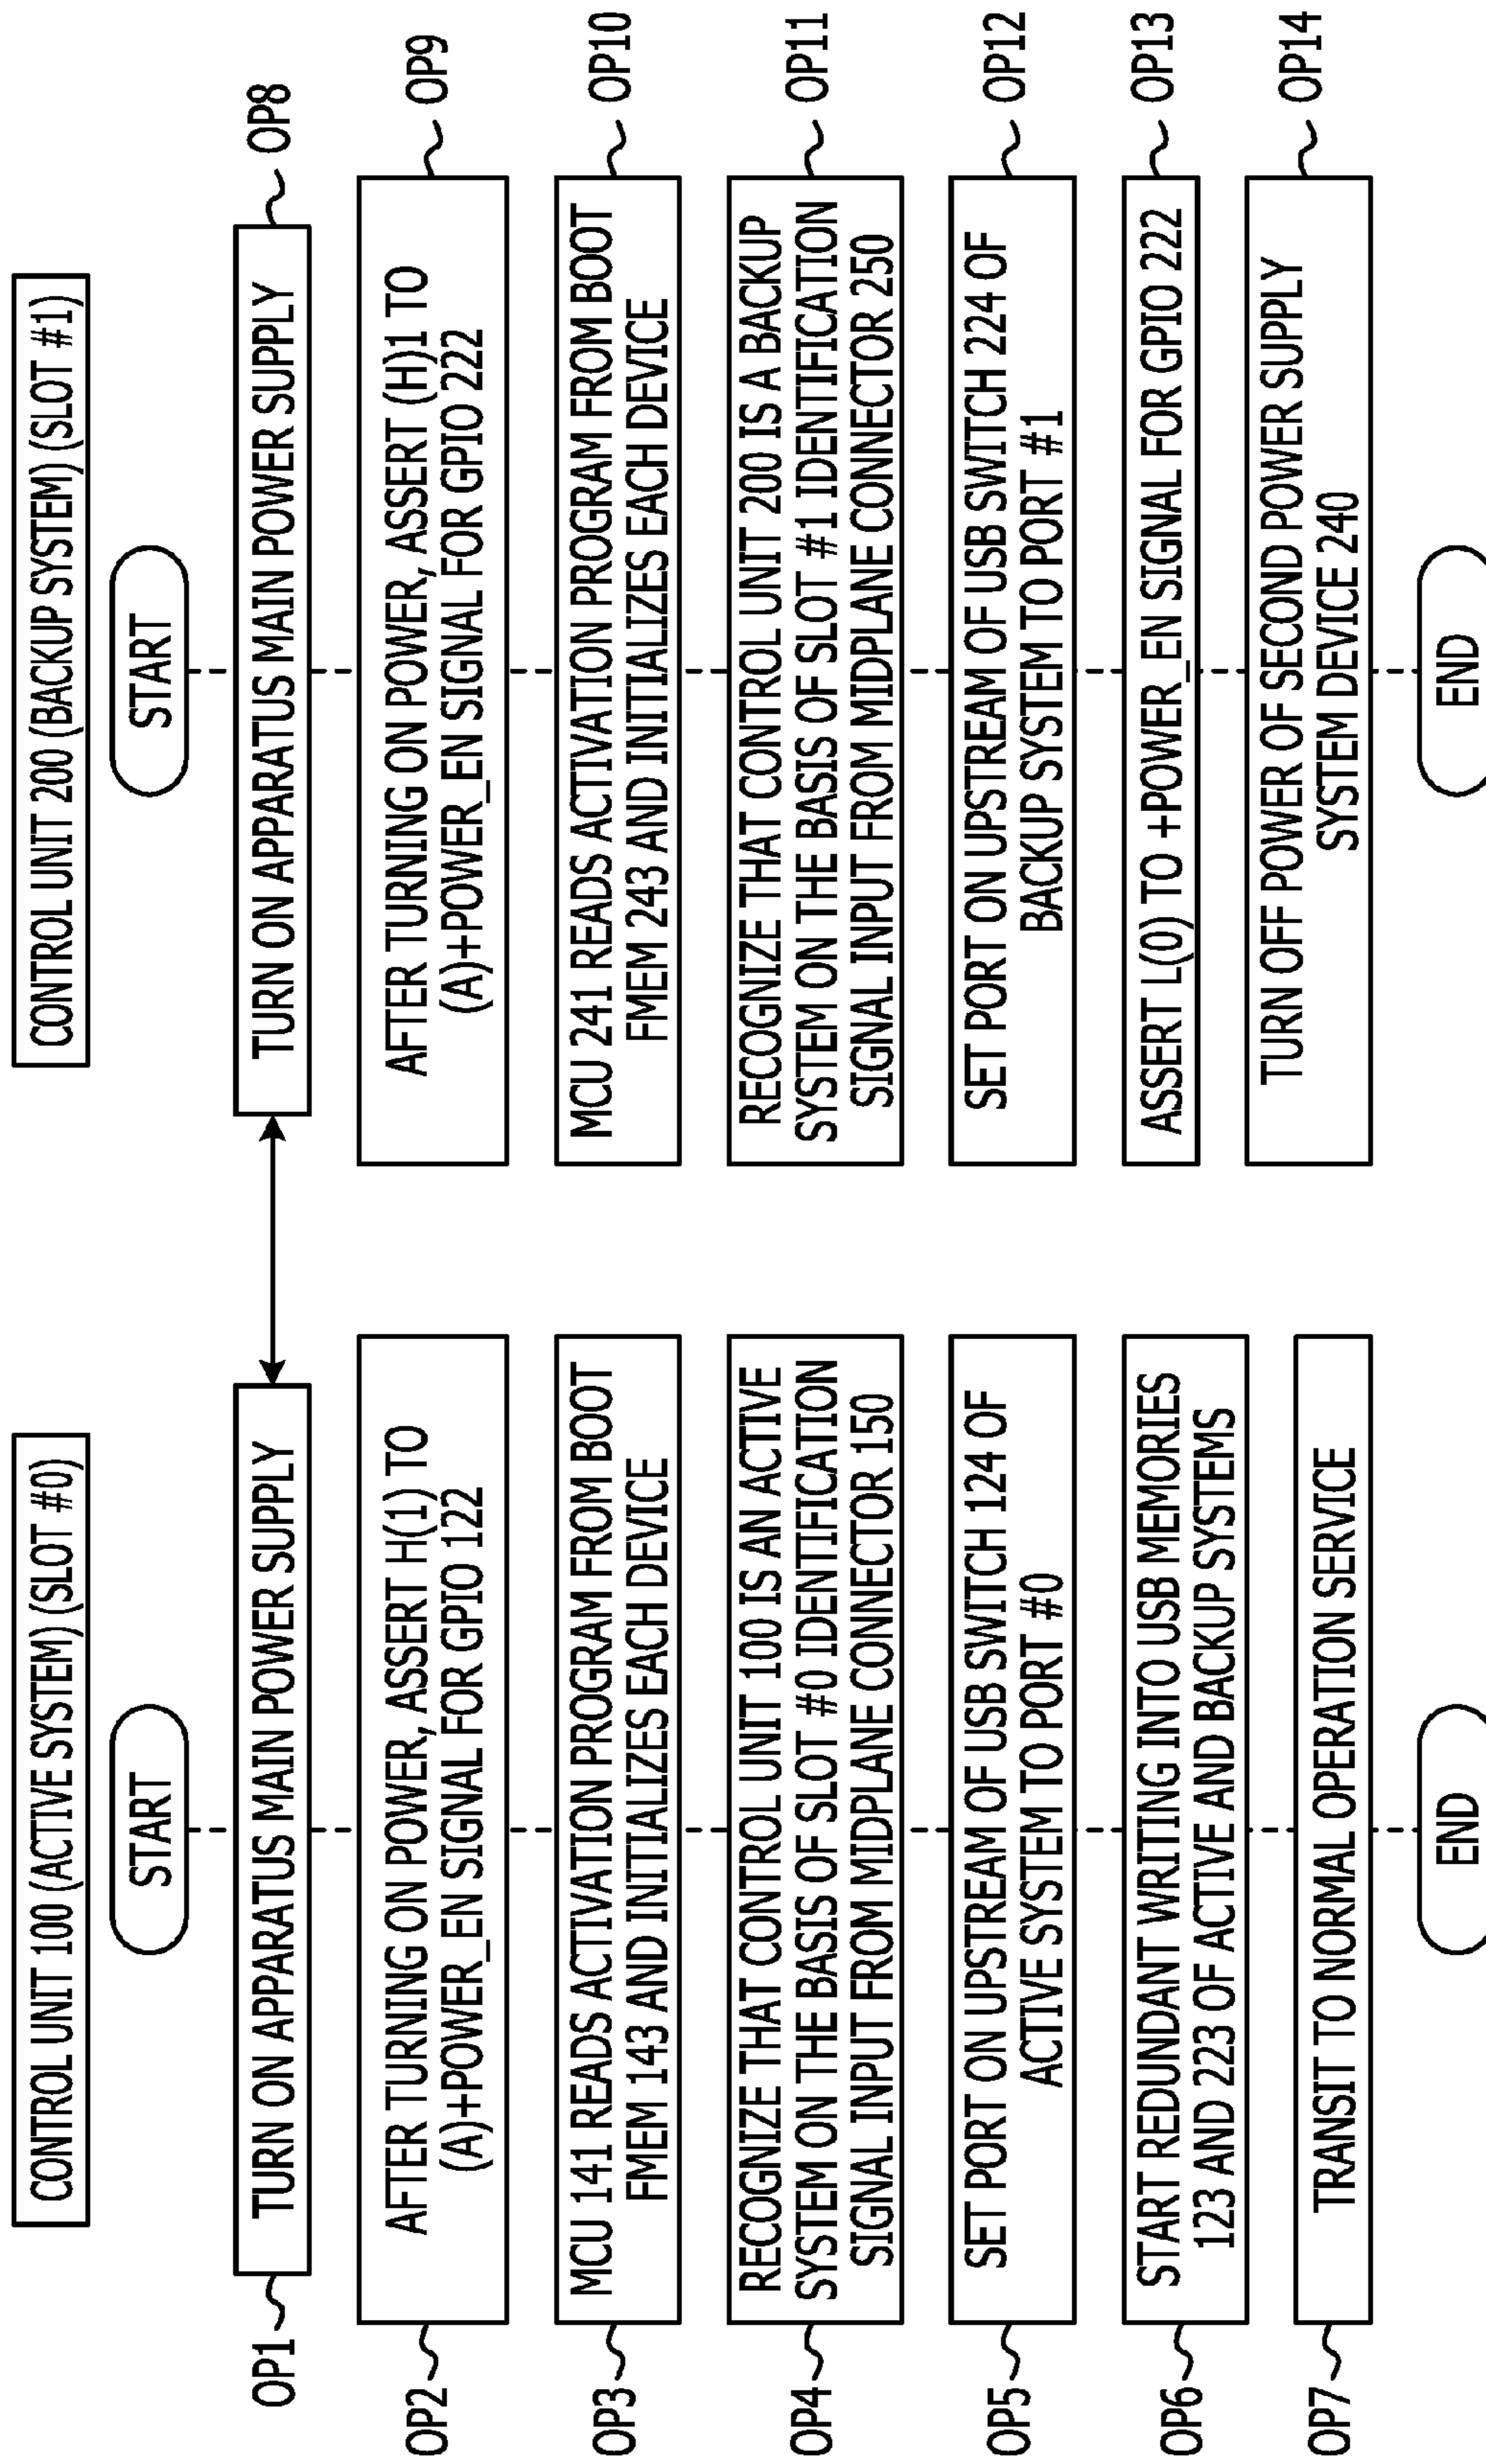 CONTROL UNIT 100 (ACTIVE SYSTEM) (SLOT #0)
START
OP1
TURN ON APPARATUS MAIN POWER SUPPLY
OP2
AFTER TURNING ON POWER, ASSERT H(1) TO
(A)+POWER_EN SIGNAL FOR GPIO 122
OP3
MCU 141 READS ACTIVATION PROGRAM FROM BOOT
FMEM 143 AND INITIALIZES EACH DEVICE
OP4
RECOGNIZE THAT CONTROL UNIT 100 IS AN ACTIVE
SYSTEM ON THE BASIS OF SLOT #0 IDENTIFICATION
SIGNAL INPUT FROM MIDPLANE CONNECTOR 150
OP5
SET PORT ON UPSTREAM OF USB SWITCH 124 OF
ACTIVE SYSTEM TO PORT #0
OP6
START REDUNDANT WRITING INTO USB MEMORIES
123 AND 223 OF ACTIVE AND BACKUP SYSTEMS
OP7
TRANSIT TO NORMAL OPERATION SERVICE
END
CONTROL UNIT 200 (BACKUP SYSTEM) (SLOT #1)
START
TURN ON APPARATUS MAIN POWER SUPPLY
OP8
AFTER TURNING ON POWER, ASSERT (H)1 TO
(A)+POWER_EN SIGNAL FOR GPIO 222
OP9
MCU 241 READS ACTIVATION PROGRAM FROM BOOT
FMEM 243 AND INITIALIZES EACH DEVICE
OP10
RECOGNIZE THAT CONTROL UNIT 200 IS A BACKUP
SYSTEM ON THE BASIS OF SLOT #1 IDENTIFICATION
SIGNAL INPUT FROM MIDPLANE CONNECTOR 250
OP11
SET PORT ON UPSTREAM OF USB SWITCH 224 OF
BACKUP SYSTEM TO PORT #1
OP12
ASSERT L(0) TO +POWER_EN SIGNAL FOR GPIO 222
OP13
TURN OFF POWER OF SECOND POWER SUPPLY
SYSTEM DEVICE 240
OP14
END